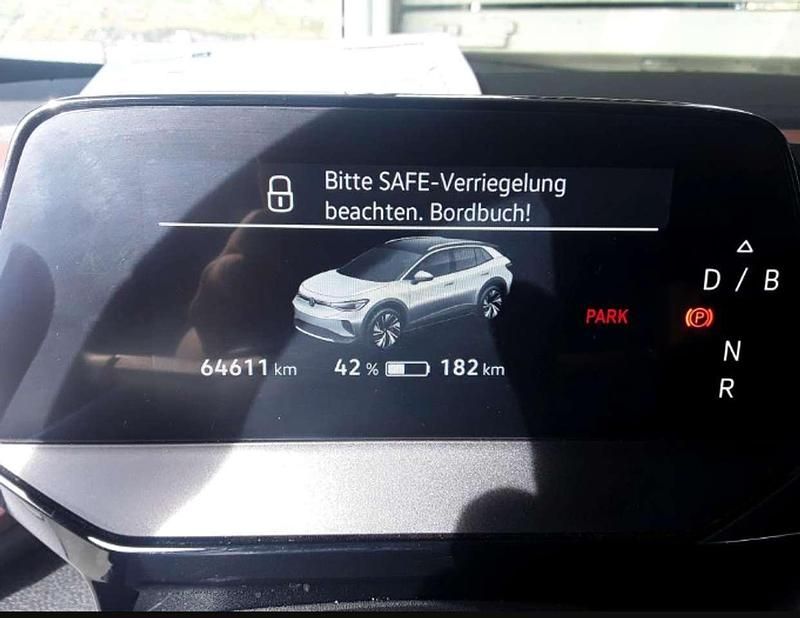 Bitte SAFE-Verriegelung
beachten. Bordbuch!
D / B
PARK (P)
N
R
64611 km 42 % 182 km